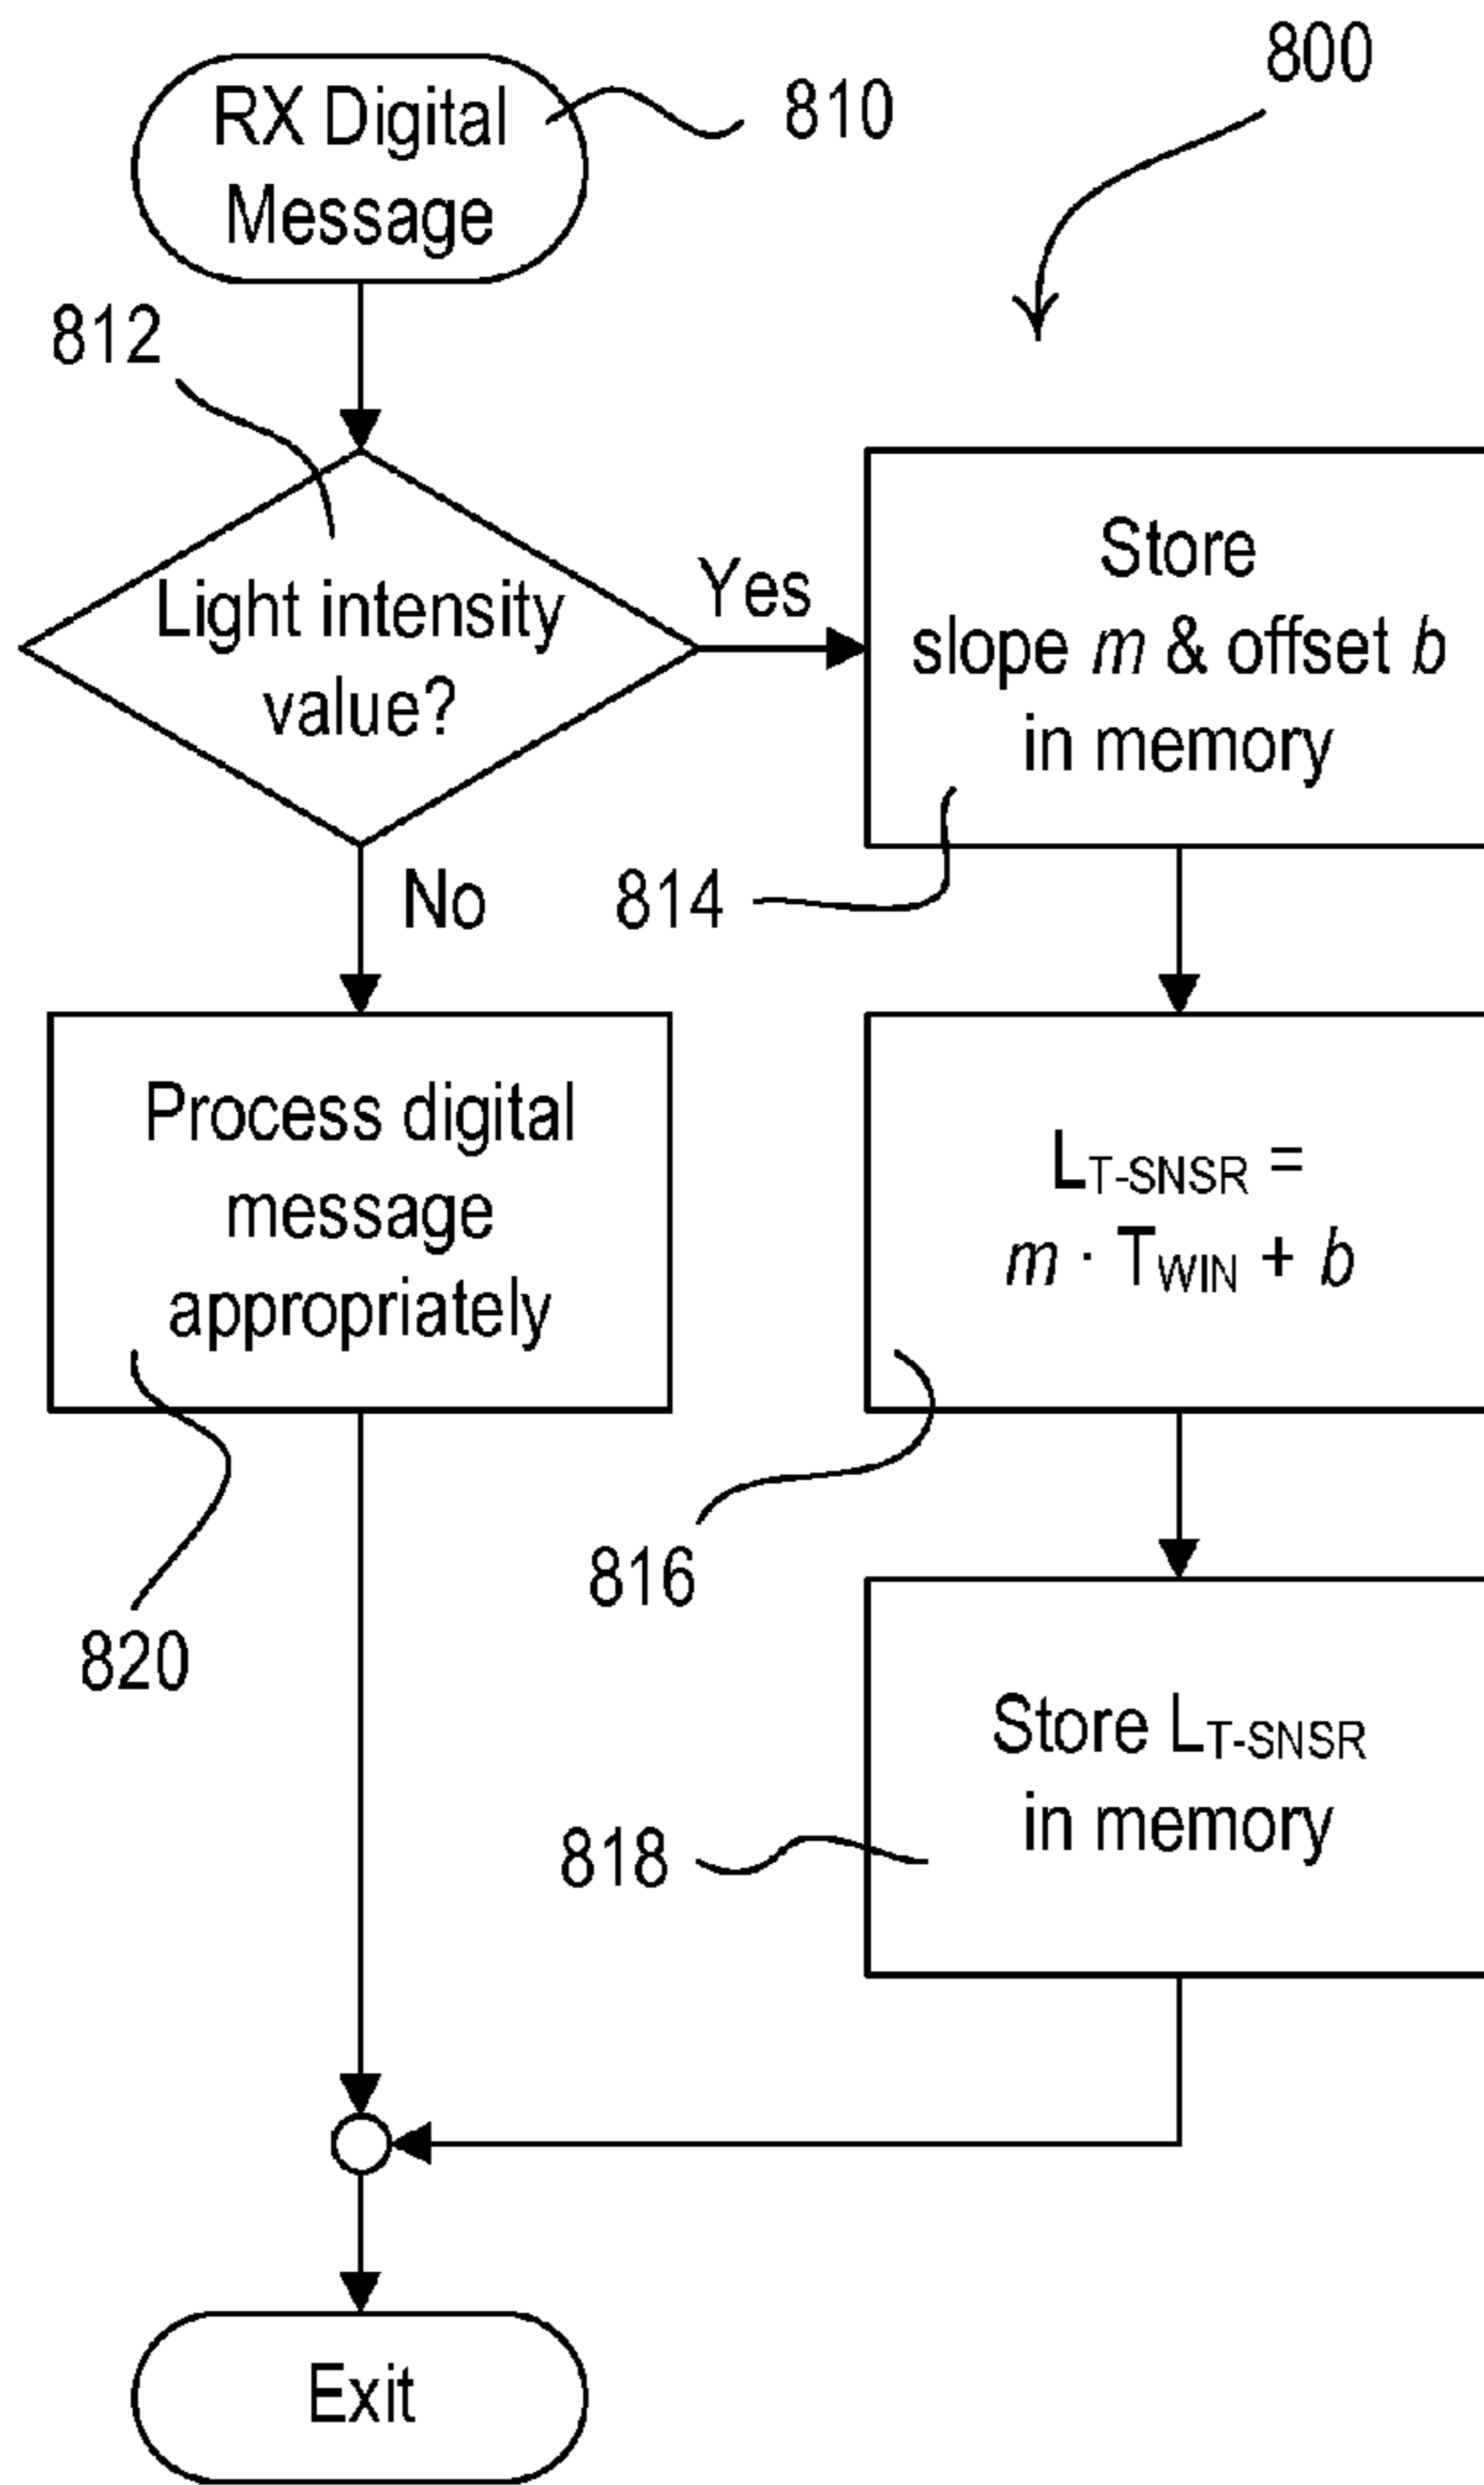 800
RX Digital
Message
810
812
Light intensity
value?
Yes
No
Store
slope m & offset b
in memory
814
Process digital
message
appropriately
820
LT-SNSR =
m · TWIN + b
816
Store LT-SNSR
in memory
818
Exit